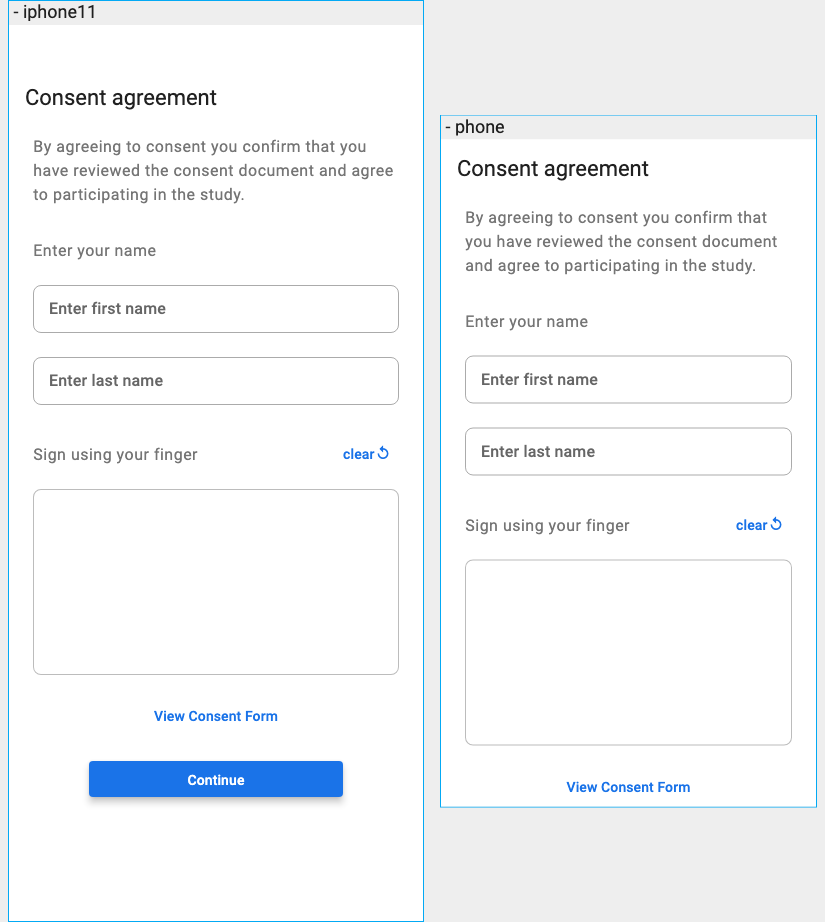 - iphone11
Consent agreement
By agreeing to consent you confirm that you
have reviewed the consent document and agree
to participating in the study.
Enter your name
Enter first name
Enter last name
Sign using your finger
clear
View Consent Form
Continue
- phone
Consent agreement
By agreeing to consent you confirm that
you have reviewed the consent document
and agree to participating in the study.
Enter your name
Enter first name
Enter last name
Sign using your finger
clear
View Consent Form